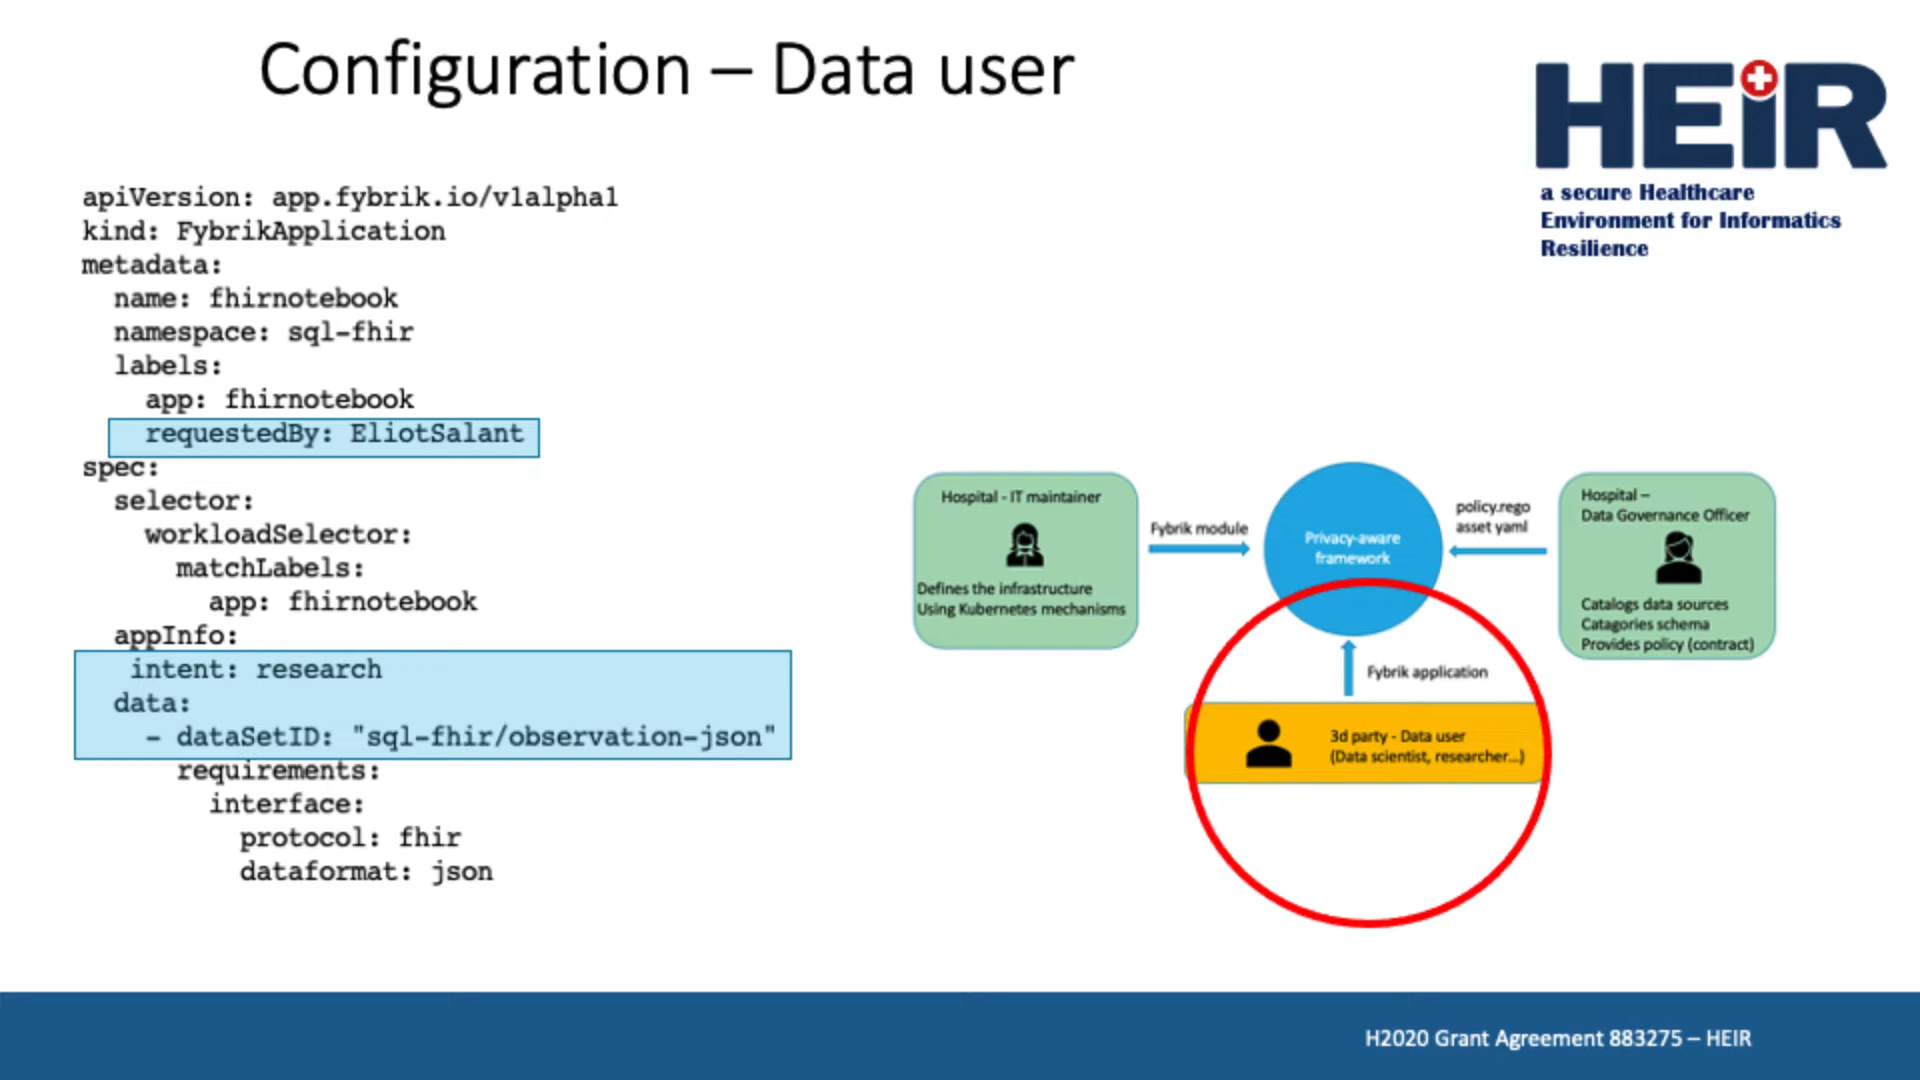 Configuration – Data user
HEiR
a secure Healthcare
Environment for Informatics
Resilience
apiVersion: app.fybrik.io/v1alpha1
kind: FybrikApplication
metadata:
name: fhirnotebook
namespace: sql-fhir
labels:
app: fhirnotebook
requestedBy: EliotSalant
spec:
selector:
workloadSelector:
matchLabels:
app: fhirnotebook
appInfo:
intent: research
data:
- dataSetID: "sql-fhir/observation-json"
requirements:
interface:
protocol: fhir
dataformat: json
Hospital - IT maintainer
Defines the infrastructure
Using Kubernetes mechanisms
Fybrik module
Privacy-aware
framework
policy.rego
asset yaml
Hospital –
Data Governance Officer
Catalogs data sources
Catagories schema
Provides policy (contract)
Fybrik application
3d party - Data user
(Data scientist, researcher...)
H2020 Grant Agreement 883275 – HEIR